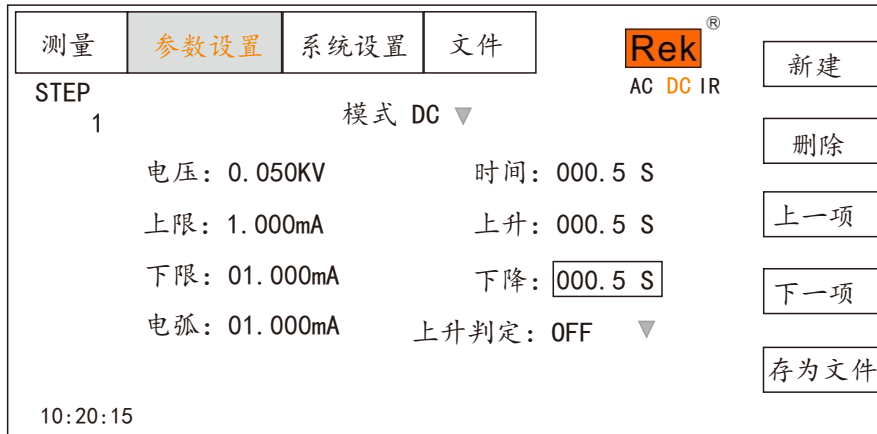 测量 参数设置 系统设置 文件
Rek®
AC DC IR
STEP
1
模式 DC ▼
电压: 0.050KV 时间: 000.5 S
上限: 1.000mA 上升: 000.5 S
下限: 01.000mA 下降: 000.5 S
电弧: 01.000mA 上升判定: OFF ▼
10:20:15
新建
删除
上一项
下一项
存为文件